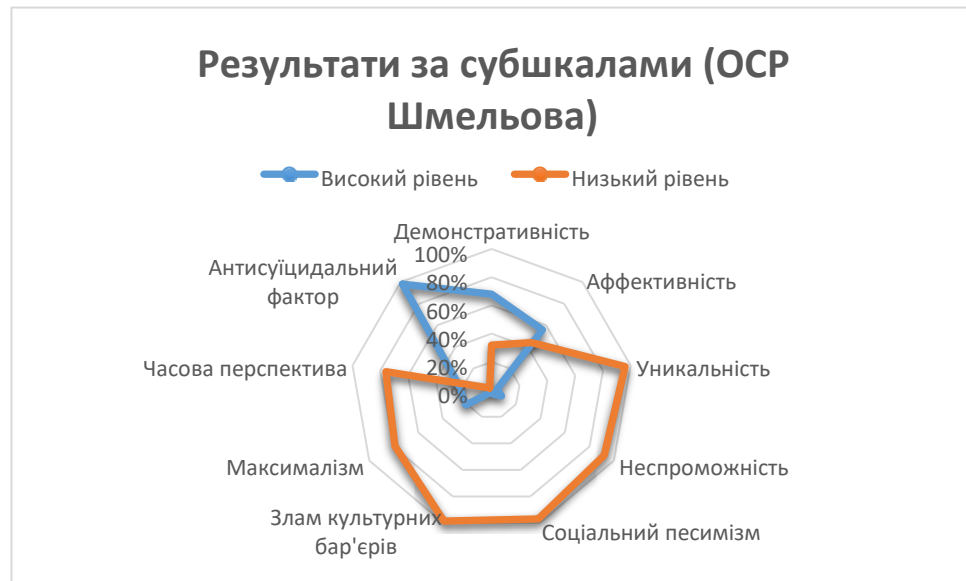 Результати за субшкалами (ОСР
Шмельова)
Високий рівень
Низький рівень
Демонстративність
Аффективність
Уникальність
Неспроможність
Соціальний песимізм
Злам культурних
бар'єрів
Максималізм
Часова перспектива
Антисуїцидальний
фактор
100%
80%
60%
40%
20%
0%